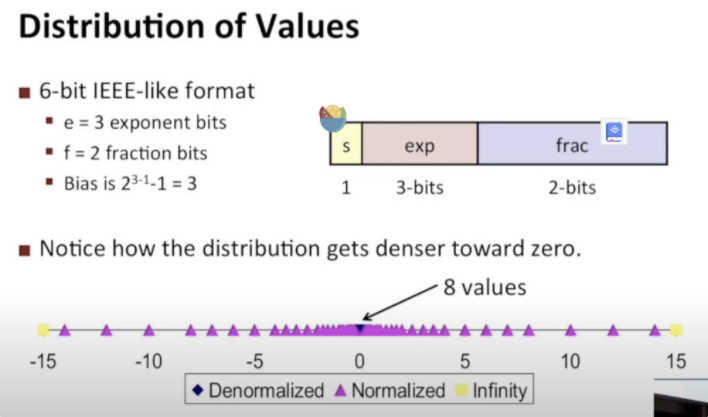 Distribution of Values
■ 6-bit IEEE-like format
▪ e = 3 exponent bits
▪ f = 2 fraction bits
▪ Bias is 2³⁻¹-1 = 3
s exp frac
1 3-bits 2-bits
■ Notice how the distribution gets denser toward zero.
8 values
-15 -10 -5 0 5 10 15
◆ Denormalized ▲ Normalized ■ Infinity